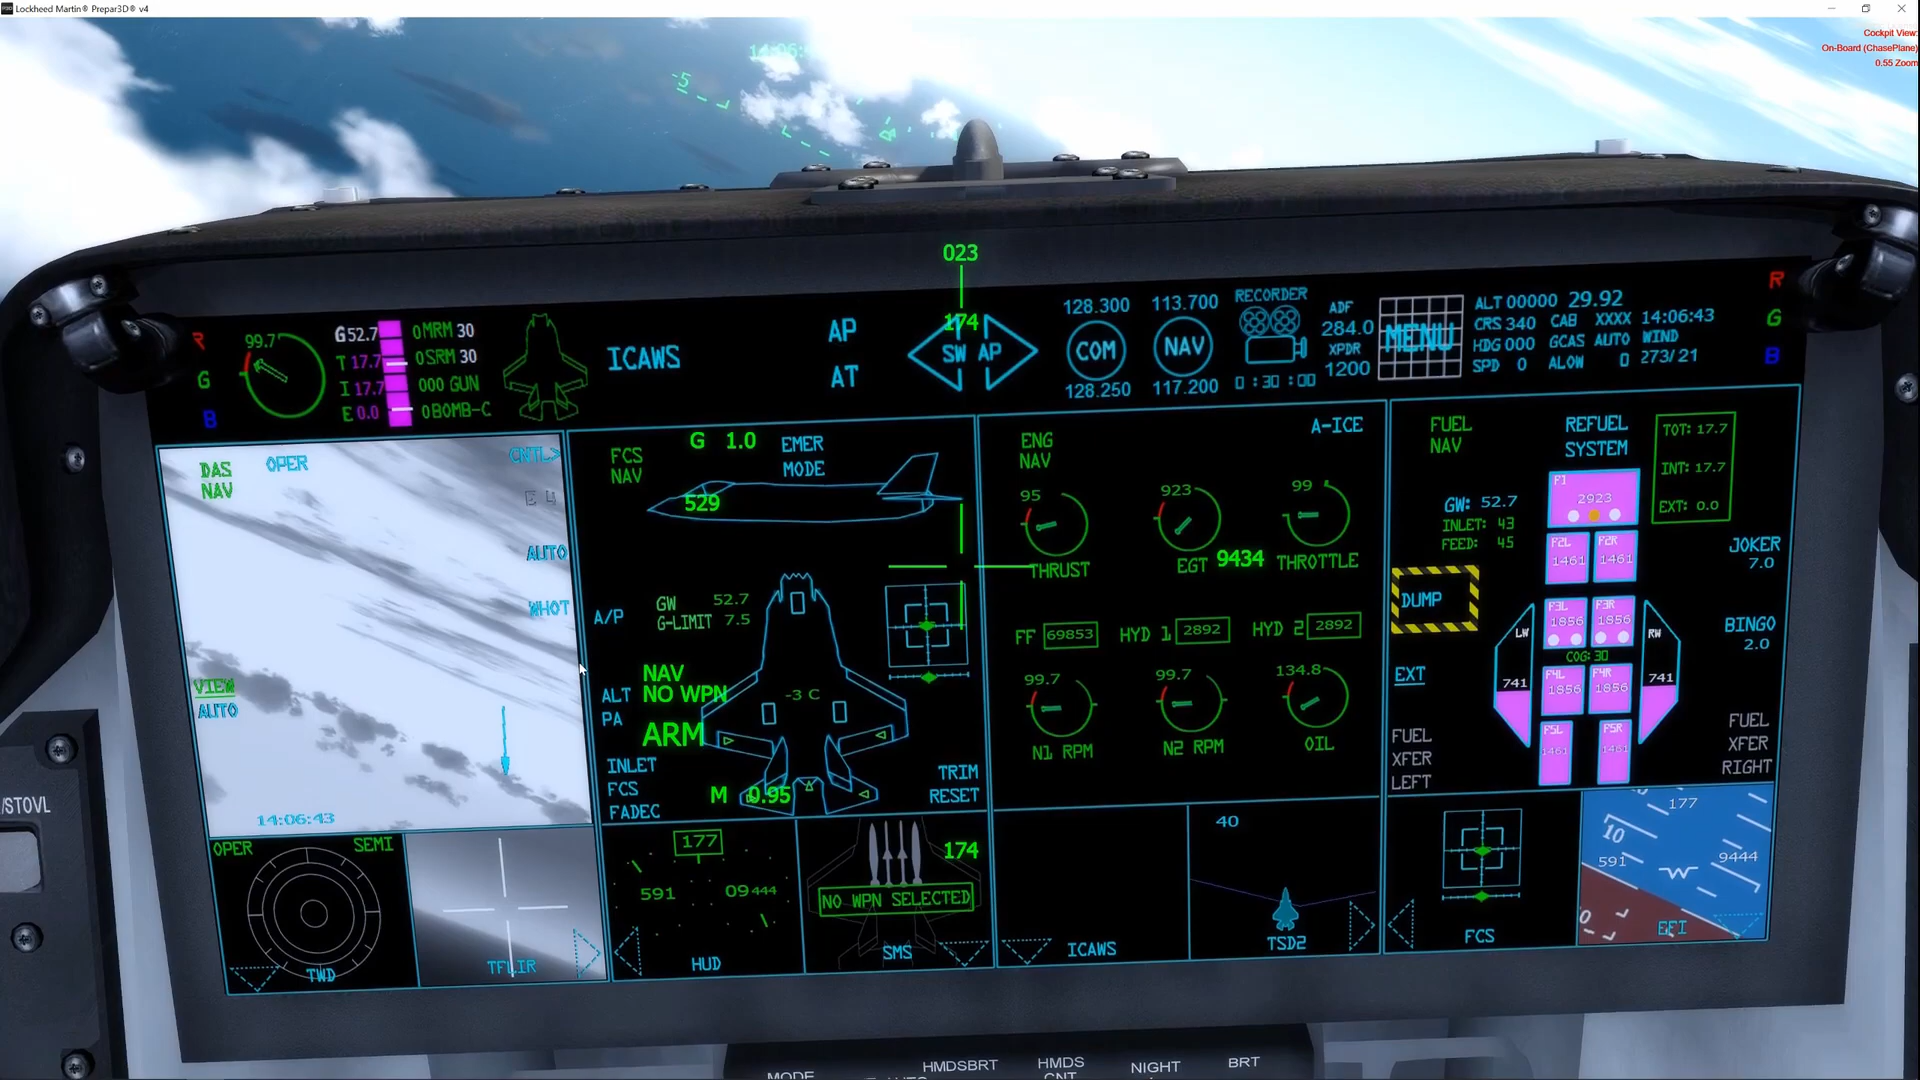 Lockheed Martin® Prepar3D® v4
Cockpit View:
On-Board (ChasePlane)
0.55 Zoom
-5
023
174
R
G
B
99.7
G52.7
T 17.7
I 17.7
E 0.0
0MRM 30
0SRM 30
000 GUN
0BOMB-C
ICAWS
AP
AT
SW AP
128.300
COM
128.250
113.700
NAV
117.200
RECORDER
0:30:00
ADF
284.0
XPDR
1200
MENU
ALT 00000 29.92
CRS 340 CAB XXXX 14:06:43
HDG 000 GCAS AUTO WIND
SPD 0 ALOW 0 273/21
R
G
B
DAS
NAV
OPER
CNTL>
E 4
AUTO
WHOT
VIEW
AUTO
14:06:43
FCS
NAV
G 1.0
EMER
MODE
529
A/P
GW 52.7
G-LIMIT 7.5
NAV
NO WPN
ALT
PA
ARM
-3 C
INLET
FCS
FADEC
M 0.95
TRIM
RESET
ENG
NAV
A-ICE
95
THRUST
923
EGT
9434
99
THROTTLE
FF 69853
HYD 1 2892
HYD 2 2892
99.7
N1 RPM
99.7
N2 RPM
134.8
OIL
FUEL
NAV
REFUEL
SYSTEM
TOT: 17.7
INT: 17.7
EXT: 0.0
GW: 52.7
INLET: 43
FEED: 45
F1
2923
F2L
1461
F2R
1461
JOKER
7.0
DUMP
F3L
1856
F3R
1856
COG: 30
LW
741
RW
741
BINGO
2.0
EXT
F4L
1856
F4R
1856
F5L
1461
F5R
1461
FUEL
XFER
LEFT
FUEL
XFER
RIGHT
OPER
SEMI
TWD
TFLIR
177
591
09444
HUD
174
NO WPN SELECTED
SMS
ICAWS
40
TSD2
FCS
177
10
591
9444
0
EFI
/STOVL
MODE
HMDSBRT
HMDS
CNT
NIGHT
BRT